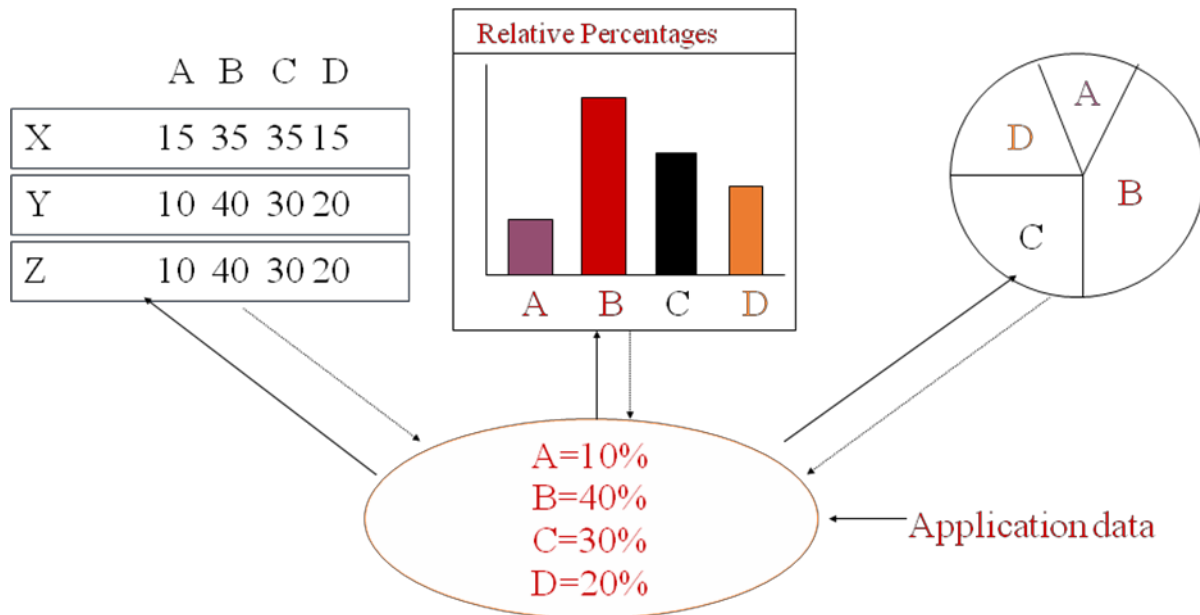 A B C D
X 15 35 35 15
Y 10 40 30 20
Z 10 40 30 20
Relative Percentages
A B C D
A
B
C
D
A=10%
B=40%
C=30%
D=20%
Application data